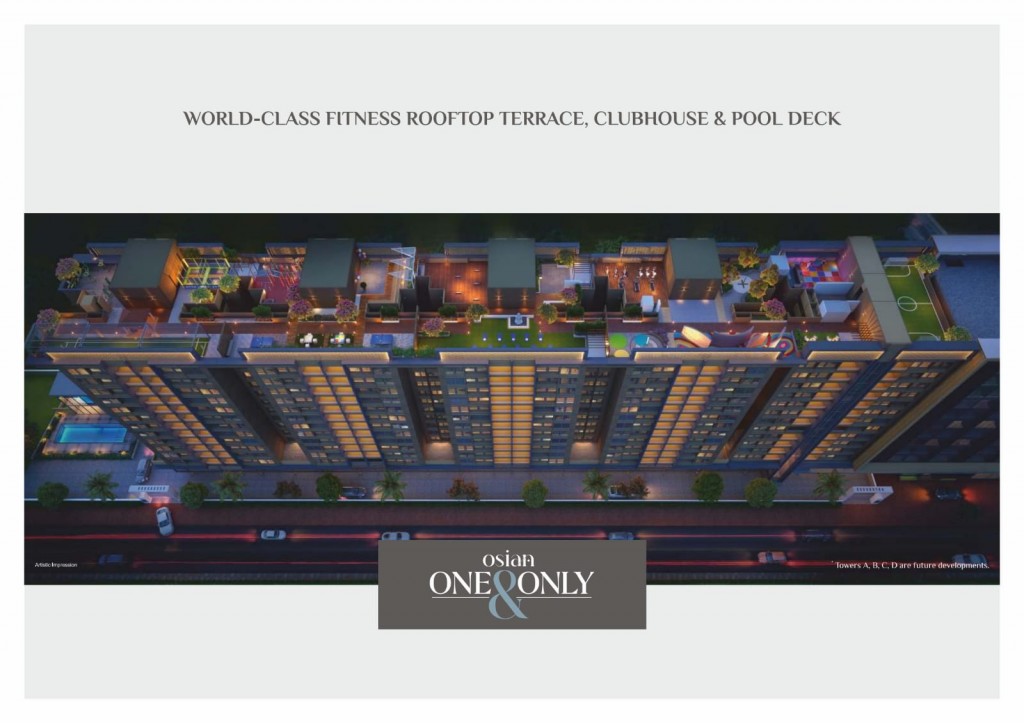 WORLD-CLASS FITNESS ROOFTOP TERRACE, CLUBHOUSE & POOL DECK
Artistic Impression
* Towers A, B, C, D are future developments.
osian
ONE&ONLY